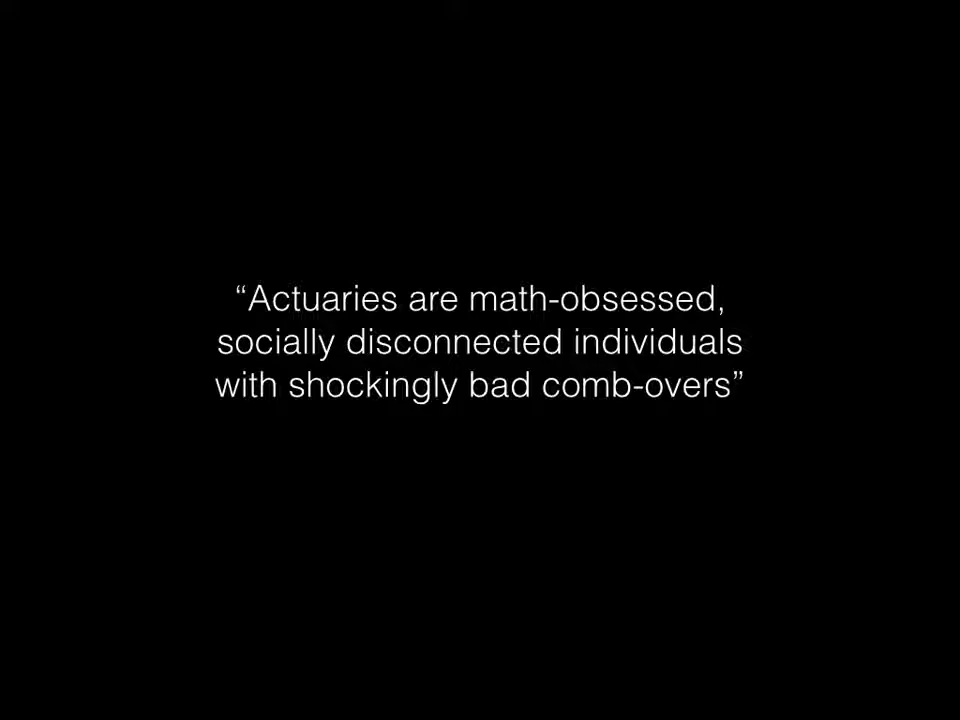 “Actuaries are math-obsessed,
socially disconnected individuals
with shockingly bad comb-overs”